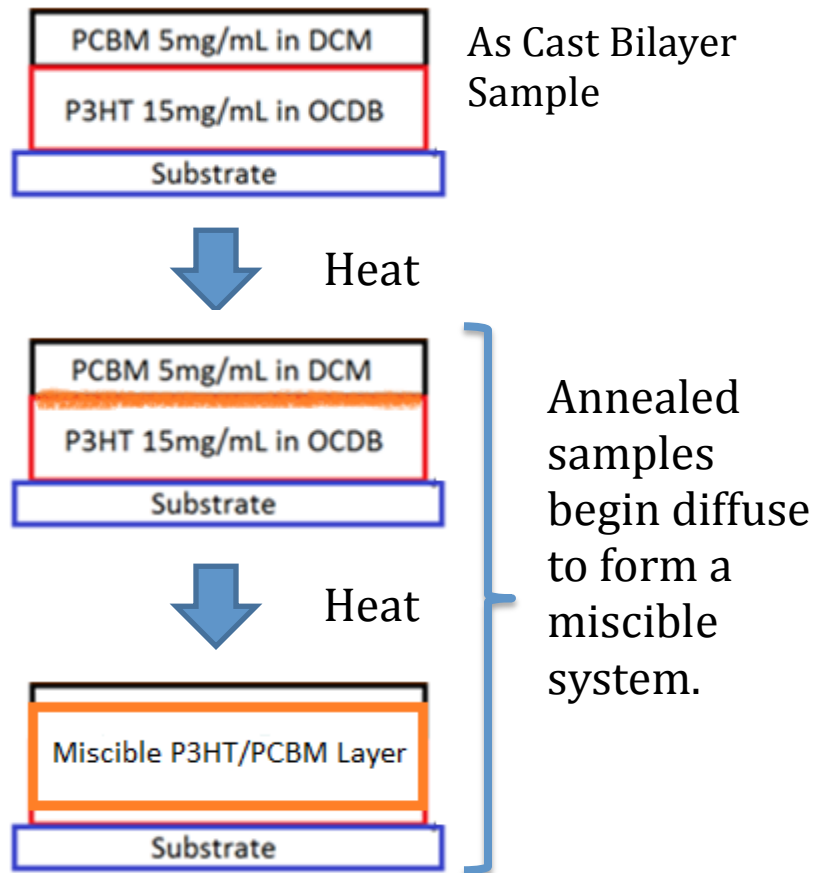 PCBM 5mg/mL in DCM
P3HT 15mg/mL in OCDB
Substrate
As Cast Bilayer
Sample
Heat
PCBM 5mg/mL in DCM
P3HT 15mg/mL in OCDB
Substrate
Heat
Miscible P3HT/PCBM Layer
Substrate
Annealed
samples
begin diffuse
to form a
miscible
system.